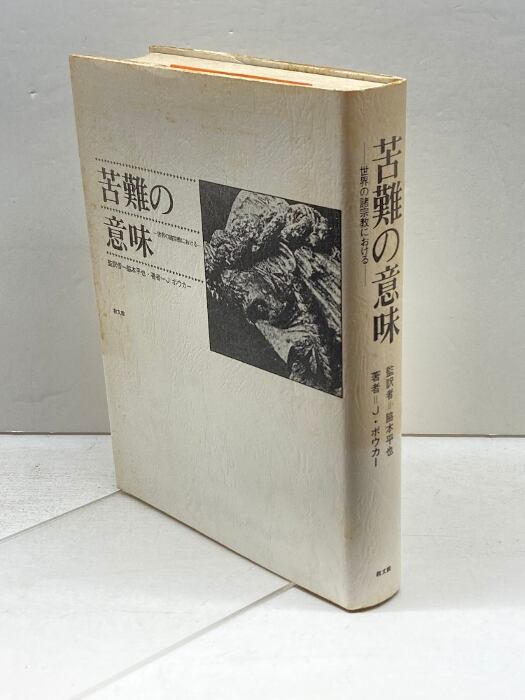 苦難の
意味
―世界の諸宗教における―
監訳者＝脇本平也・著者＝J・ボウカー
教文館
苦難の意味
―世界の諸宗教における―
監訳者＝脇本平也
著者＝J・ボウカー
教文館